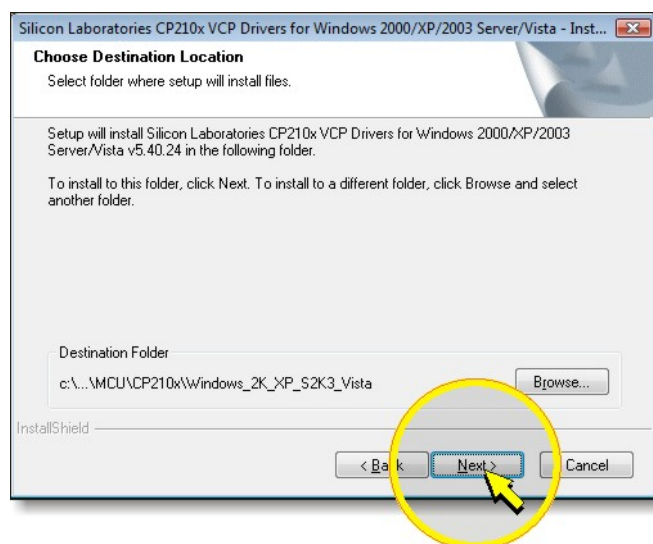 Silicon Laboratories CP210x VCP Drivers for Windows 2000/XP/2003 Server/Vista - Inst...
Choose Destination Location
Select folder where setup will install files.
Setup will install Silicon Laboratories CP210x VCP Drivers for Windows 2000/XP/2003
Server/Vista v5.40.24 in the following folder.
To install to this folder, click Next. To install to a different folder, click Browse and select
another folder.
Destination Folder
c:\...\MCU\CP210x\Windows_2K_XP_S2K3_Vista
Browse...
InstallShield
< Back Next > Cancel